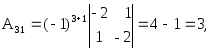 A₃₁ = (-1)³⁺¹ |-2 1; 1 -2| = 4 - 1 = 3,